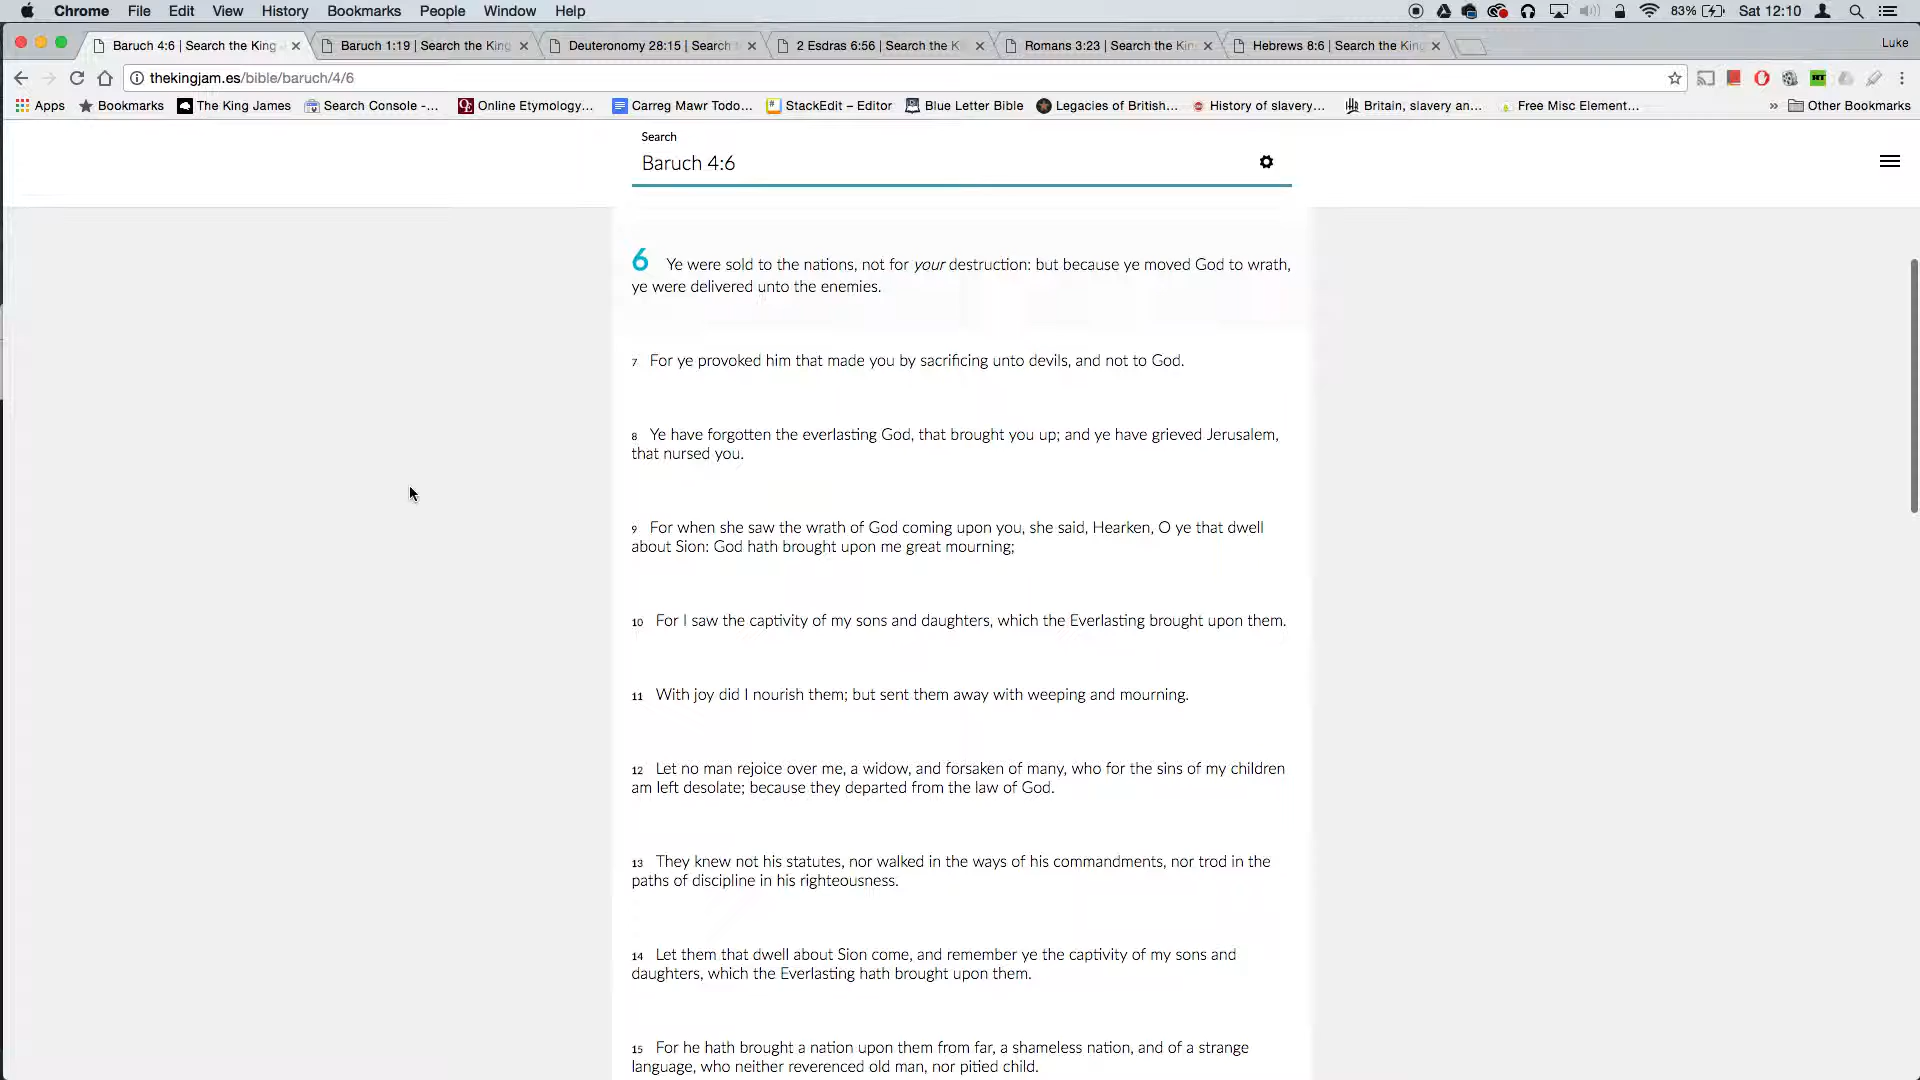 Chrome File Edit View History Bookmarks People Window Help 83% Sat 12:10
Baruch 4:6 | Search the King Baruch 1:19 | Search the King Deuteronomy 28:15 | Search 2 Esdras 6:56 | Search the K Romans 3:23 | Search the Kin Hebrews 8:6 | Search the King Luke
thekingjam.es/bible/baruch/4/6
Apps Bookmarks The King James Search Console -... Online Etymology... Carreg Mawr Todo... StackEdit – Editor Blue Letter Bible Legacies of British... History of slavery... Britain, slavery an... Free Misc Element... » Other Bookmarks
Search
Baruch 4:6
6 Ye were sold to the nations, not for your destruction: but because ye moved God to wrath,
ye were delivered unto the enemies.
7 For ye provoked him that made you by sacrificing unto devils, and not to God.
8 Ye have forgotten the everlasting God, that brought you up; and ye have grieved Jerusalem,
that nursed you.
9 For when she saw the wrath of God coming upon you, she said, Hearken, O ye that dwell
about Sion: God hath brought upon me great mourning;
10 For I saw the captivity of my sons and daughters, which the Everlasting brought upon them.
11 With joy did I nourish them; but sent them away with weeping and mourning.
12 Let no man rejoice over me, a widow, and forsaken of many, who for the sins of my children
am left desolate; because they departed from the law of God.
13 They knew not his statutes, nor walked in the ways of his commandments, nor trod in the
paths of discipline in his righteousness.
14 Let them that dwell about Sion come, and remember ye the captivity of my sons and
daughters, which the Everlasting hath brought upon them.
15 For he hath brought a nation upon them from far, a shameless nation, and of a strange
language, who neither reverenced old man, nor pitied child.